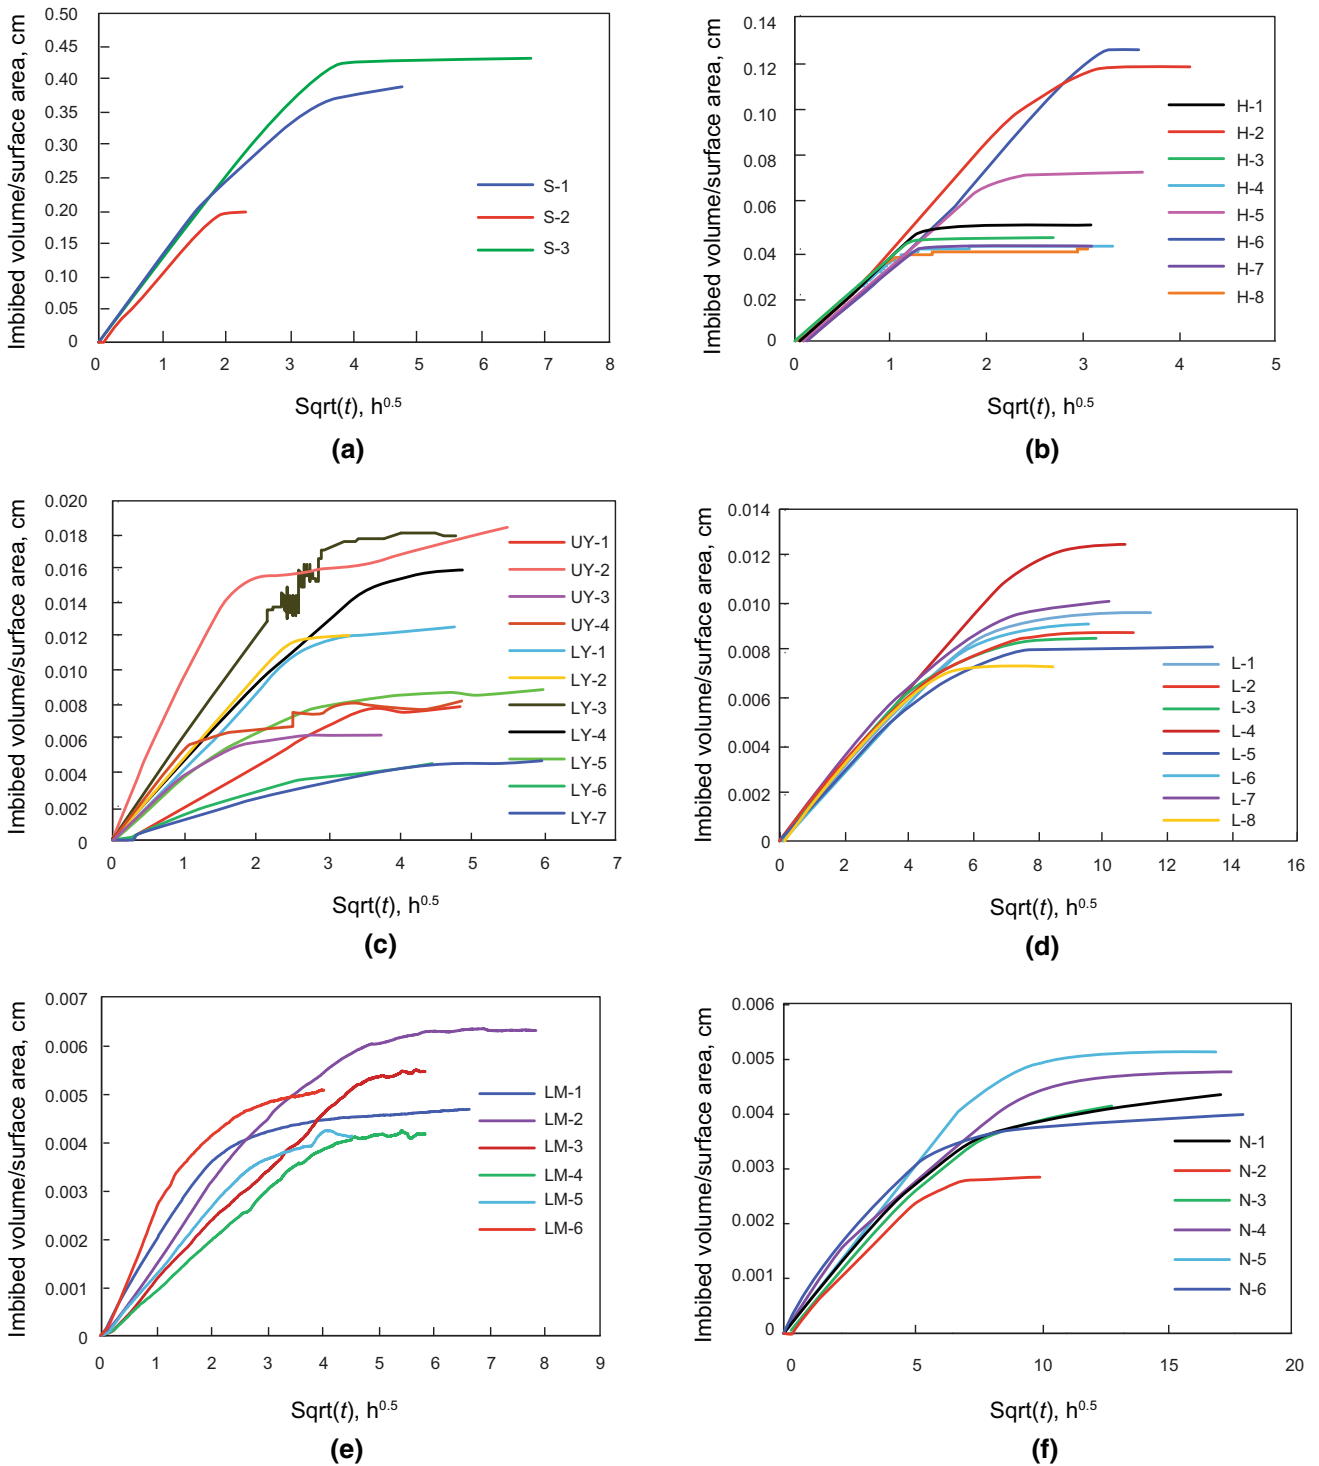 Imbibed volume/surface area, cm
0.50
0.45
0.40
0.35
0.30
0.25
0.20
0.15
0.10
0.05
0
0 1 2 3 4 5 6 7 8
S-1
S-2
S-3
Sqrt(t), h0.5
(a)
Imbibed volume/surface area, cm
0.14
0.12
0.10
0.08
0.06
0.04
0.02
0
0 1 2 3 4 5
H-1
H-2
H-3
H-4
H-5
H-6
H-7
H-8
Sqrt(t), h0.5
(b)
Imbibed volume/surface area, cm
0.020
0.018
0.016
0.014
0.012
0.010
0.008
0.006
0.004
0.002
0
0 1 2 3 4 5 6 7
UY-1
UY-2
UY-3
UY-4
LY-1
LY-2
LY-3
LY-4
LY-5
LY-6
LY-7
Sqrt(t), h0.5
(c)
Imbibed volume/surface area, cm
0.014
0.012
0.010
0.008
0.006
0.004
0.002
0
0 2 4 6 8 10 12 14 16
L-1
L-2
L-3
L-4
L-5
L-6
L-7
L-8
Sqrt(t), h0.5
(d)
Imbibed volume/surface area, cm
0.007
0.006
0.005
0.004
0.003
0.002
0.001
0
0 1 2 3 4 5 6 7 8 9
LM-1
LM-2
LM-3
LM-4
LM-5
LM-6
Sqrt(t), h0.5
(e)
Imbibed volume/surface area, cm
0.006
0.005
0.004
0.003
0.002
0.001
0
0 5 10 15 20
N-1
N-2
N-3
N-4
N-5
N-6
Sqrt(t), h0.5
(f)